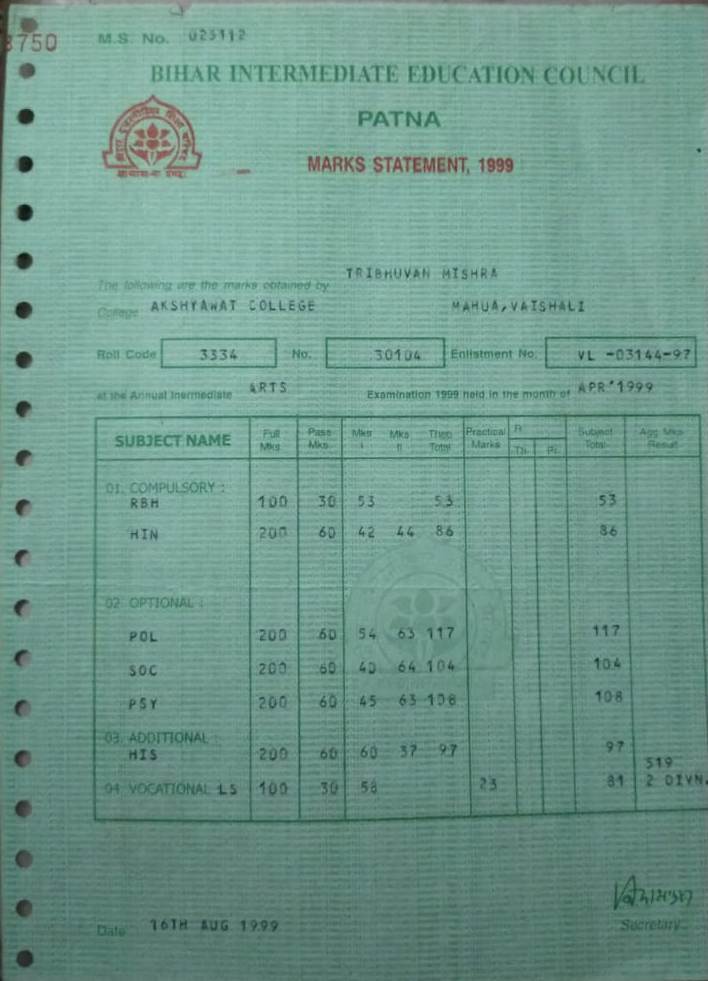 3750
M.S. No. 025112
BIHAR INTERMEDIATE EDUCATION COUNCIL
PATNA
MARKS STATEMENT, 1999
TRIBHUVAN MISHRA
The following are the marks obtained by
College AKSHYAWAT COLLEGE MAHUA,VAISHALI
Roll Code 3334 No. 30104 Enlistment No. VL -03144-97
at the Annual Inermediate ARTS Examination 1999 held in the month of APR'1999
SUBJECT NAME Full Mks Pass Mks. Mks I Mks II Theo Total Practical Marks R Th. Pr. Subject Total Agg Mks Result
01. COMPULSORY :
RBH 100 30 53 53 53
HIN 200 60 42 44 86 86
02 OPTIONAL :
POL 200 60 54 63 117 117
SOC 200 60 40 64 104 104
PSY 200 60 45 63 108 108
03. ADDITIONAL :
HIS 200 60 60 37 97 97
519
04 VOCATIONAL LS 100 30 58 23 81 2 DIVN.
Date 16TH AUG 1999
Secretary